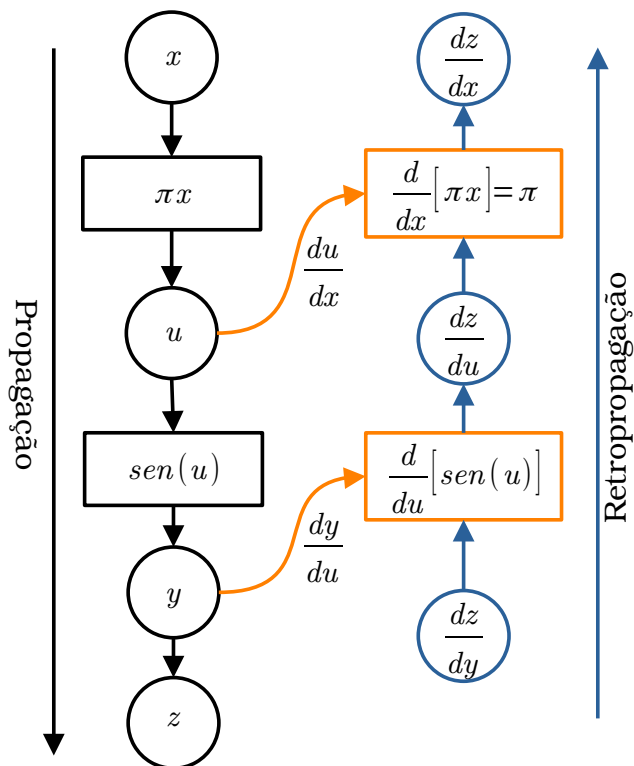 Propagação
x
πx
u
sen(u)
y
z
du/dx
dy/du
dz/dx
d/dx[πx]=π
dz/du
d/du[sen(u)]
dz/dy
Retropropagação